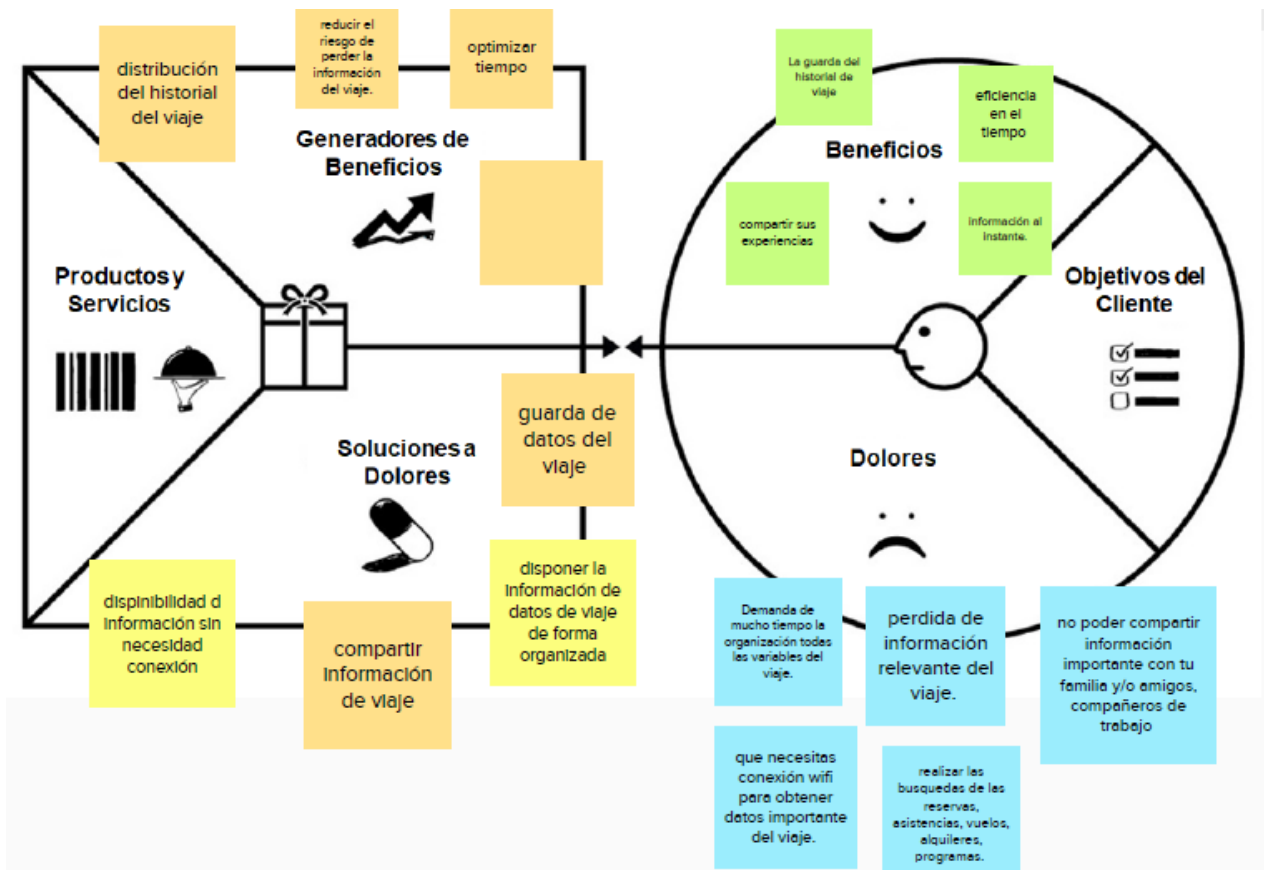 distribución
del historial
del viaje
reducir el
riesgo de
perder la
información
del viaje.
optimizar
tiempo
Generadores de
Beneficios
Productos y
Servicios
Soluciones a
Dolores
guarda de
datos del
viaje
dispinibilidad d
información sin
necesidad
conexión
compartir
información
de viaje
disponer la
información de
datos de viaje
de forma
organizada
La guarda del
historial de
viaje
eficiencia
en el
tiempo
Beneficios
compartir sus
experiencias
información al
instante.
Objetivos del
Cliente
Dolores
Demanda de
mucho tiempo la
organización todas
las variables del
viaje.
perdida de
información
relevante del
viaje.
no poder compartir
información
importante con tu
familia y/o amigos,
compañeros de
trabajo
que necesitas
conexión wifi
para obtener
datos importante
del viaje.
realizar las
busquedas de las
reservas,
asistencias, vuelos,
alquileres,
programas.